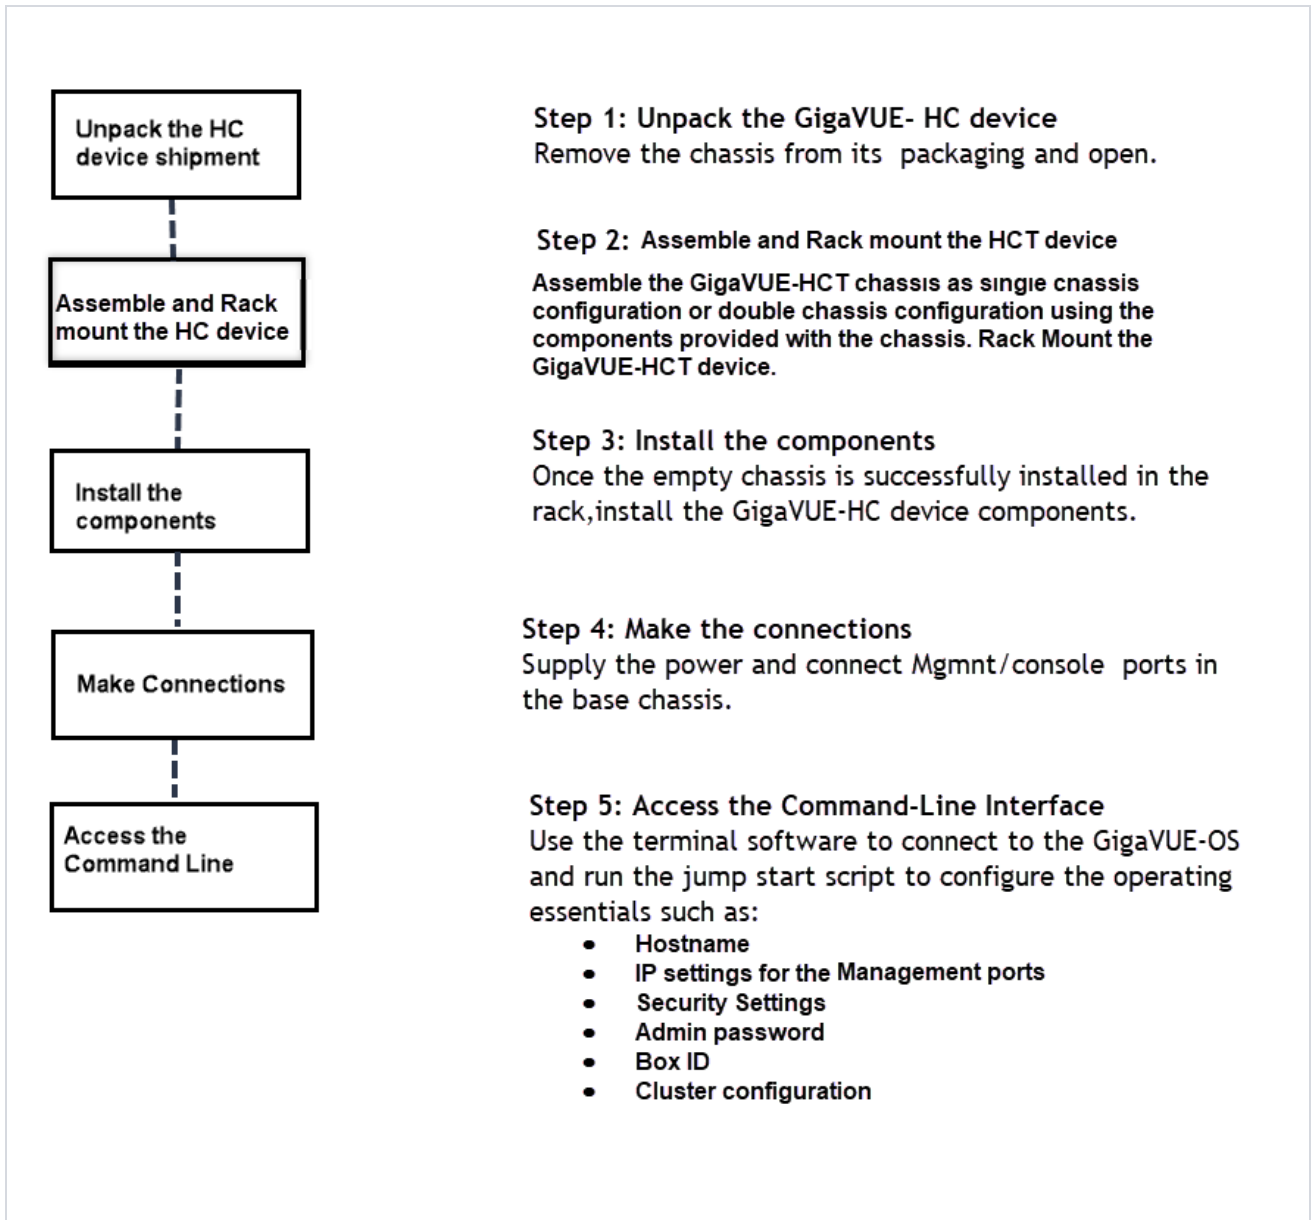 Unpack the HC
device shipment
Assemble and Rack
mount the HC device
Install the
components
Make Connections
Access the
Command Line
Step 1: Unpack the GigaVUE- HC device
Remove the chassis from its packaging and open.
Step 2: Assemble and Rack mount the HCT device
Assemble the GigaVUE-HCT chassis as single cnassis
configuration or double chassis configuration using the
components provided with the chassis. Rack Mount the
GigaVUE-HCT device.
Step 3: Install the components
Once the empty chassis is successfully installed in the
rack,install the GigaVUE-HC device components.
Step 4: Make the connections
Supply the power and connect Mgmnt/console ports in
the base chassis.
Step 5: Access the Command-Line Interface
Use the terminal software to connect to the GigaVUE-OS
and run the jump start script to configure the operating
essentials such as:
• Hostname
• IP settings for the Management ports
• Security Settings
• Admin password
• Box ID
• Cluster configuration